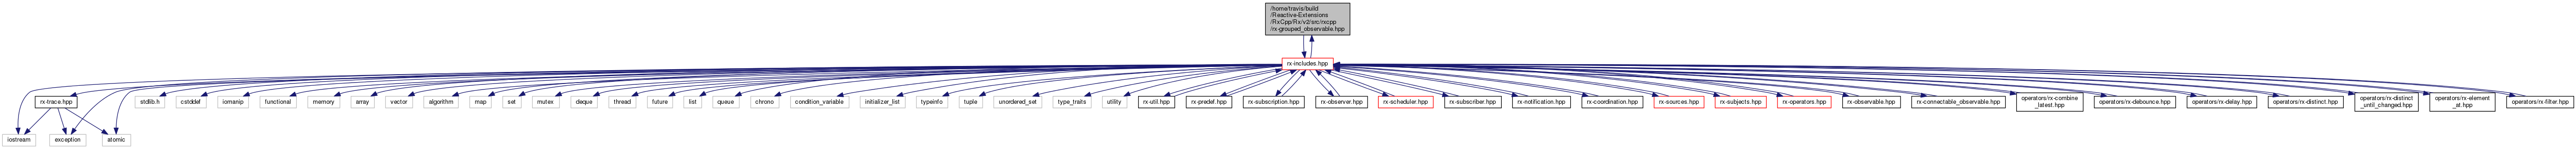 /home/travis/build
/Reactive-Extensions
/RxCpp/Rx/v2/src/rxcpp
/rx-grouped_observable.hpp
rx-includes.hpp
rx-trace.hpp
stdlib.h
cstddef
iomanip
functional
memory
array
vector
algorithm
map
set
mutex
deque
thread
future
list
queue
chrono
condition_variable
initializer_list
typeinfo
tuple
unordered_set
type_traits
utility
rx-util.hpp
rx-predef.hpp
rx-subscription.hpp
rx-observer.hpp
rx-scheduler.hpp
rx-subscriber.hpp
rx-notification.hpp
rx-coordination.hpp
rx-sources.hpp
rx-subjects.hpp
rx-operators.hpp
rx-observable.hpp
rx-connectable_observable.hpp
operators/rx-combine
_latest.hpp
operators/rx-debounce.hpp
operators/rx-delay.hpp
operators/rx-distinct.hpp
operators/rx-distinct
_until_changed.hpp
operators/rx-element
_at.hpp
operators/rx-filter.hpp
iostream
exception
atomic